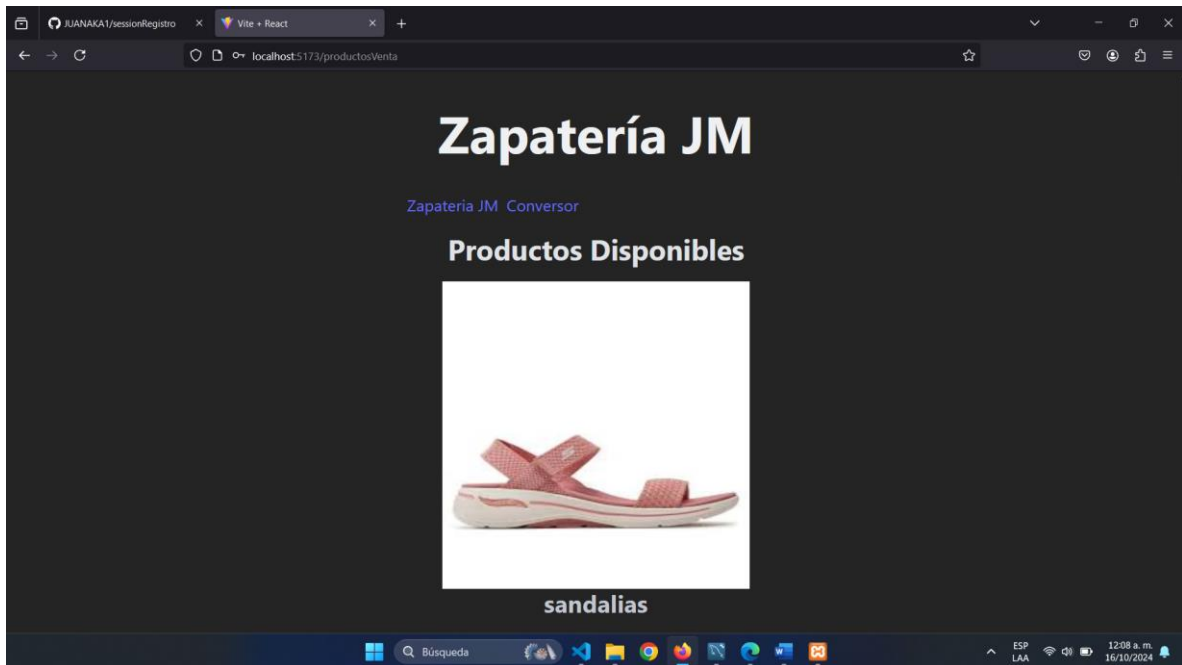 JUANAKA1/sessionRegistro
Vite + React
localhost:5173/productosVenta
Zapatería JM
Zapateria JM Conversor
Productos Disponibles
sandalias
Búsqueda
ESP
LAA
12:08 a. m.
16/10/2024